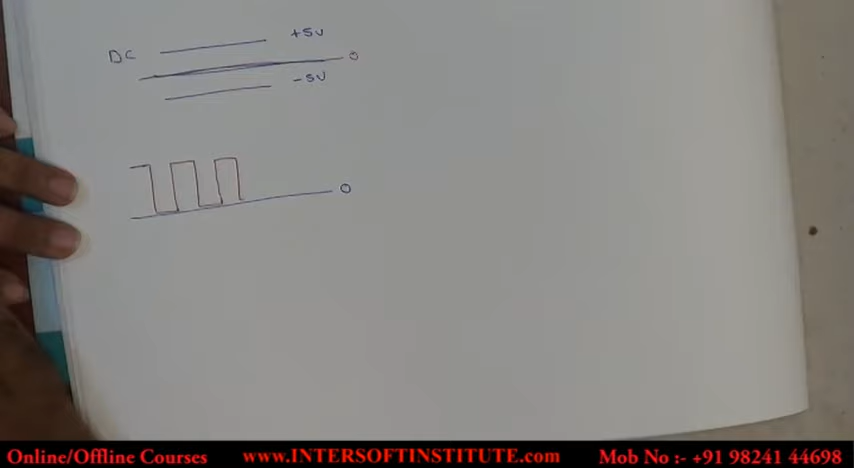 +5V
DC
0
-5V
0
Online/Offline Courses www.INTERSOFTINSTITUTE.com Mob No :- +91 98241 44698